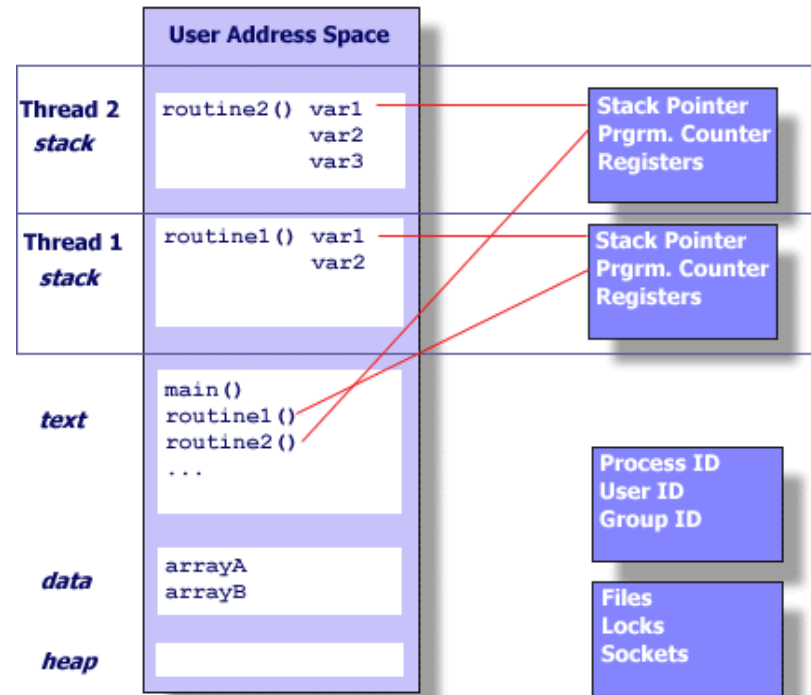 User Address Space
Thread 2
stack
routine2() var1
var2
var3
Stack Pointer
Prgrm. Counter
Registers
Thread 1
stack
routine1() var1
var2
Stack Pointer
Prgrm. Counter
Registers
text
main()
routine1()
routine2()
...
Process ID
User ID
Group ID
data
arrayA
arrayB
Files
Locks
Sockets
heap